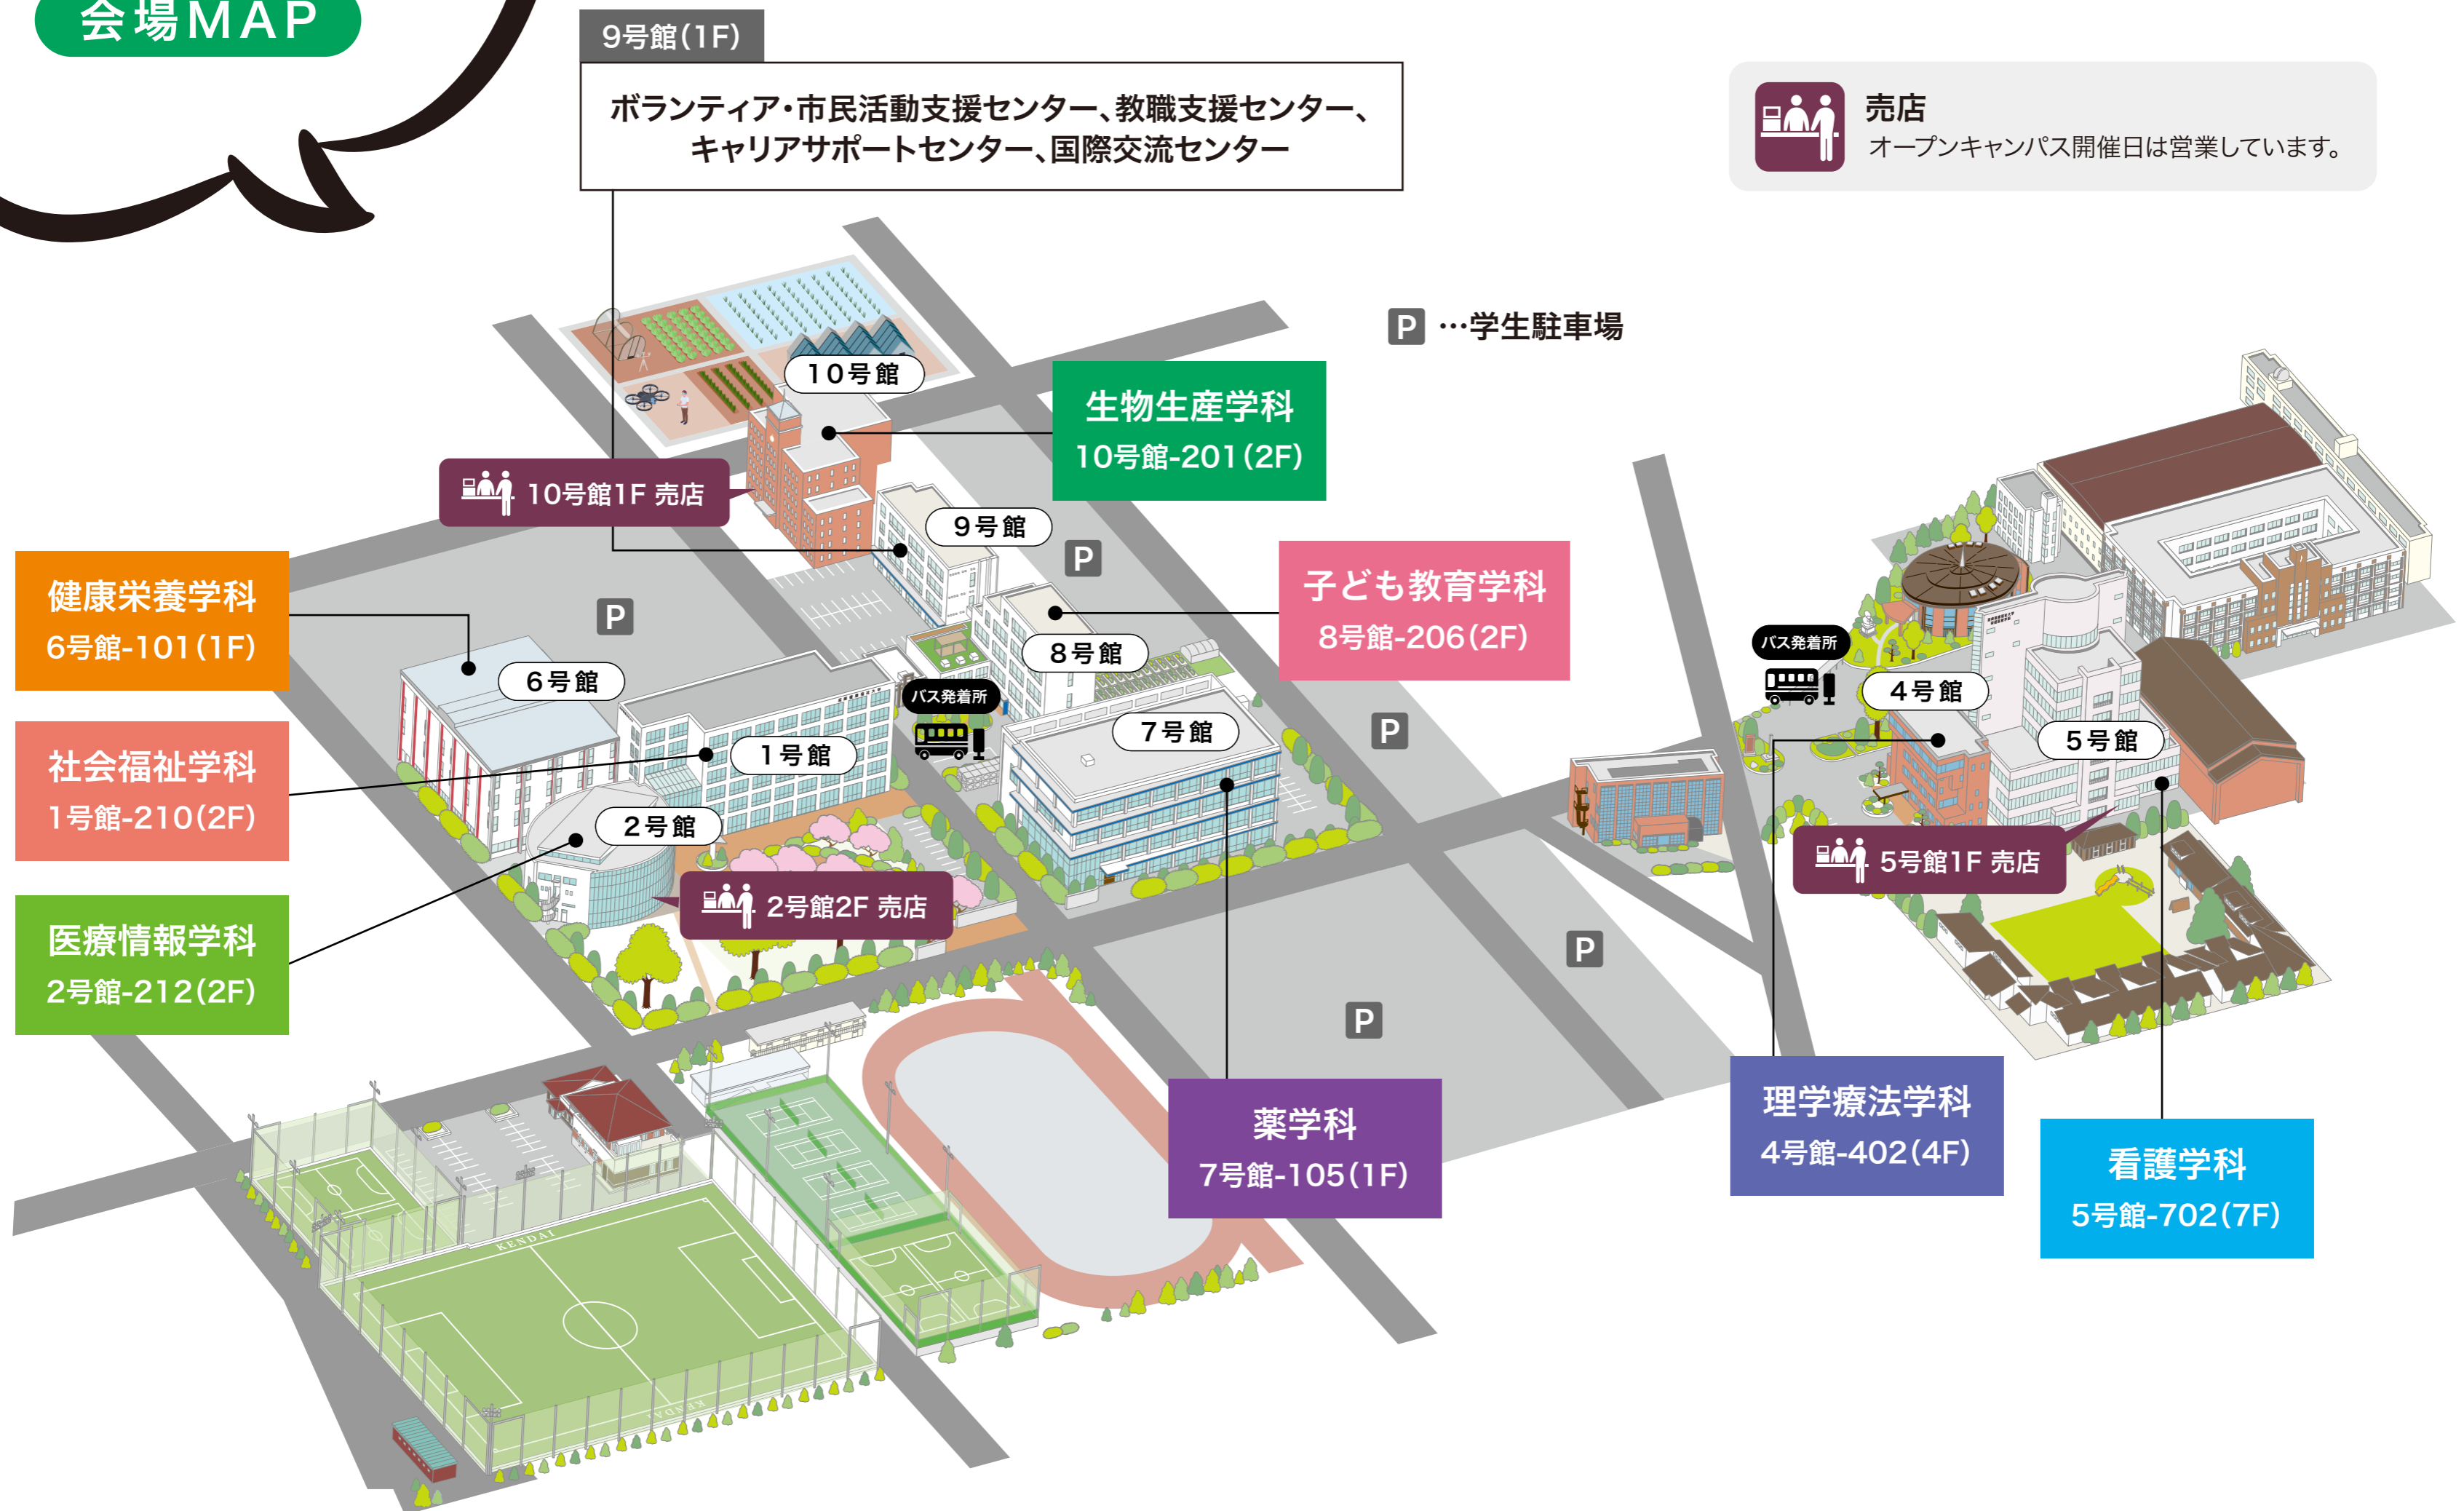 会場MAP
9号館(1F)
ボランティア・市民活動支援センター、教職支援センター、
キャリアサポートセンター、国際交流センター
売店
オープンキャンパス開催日は営業しています。
P …学生駐車場
10号館
生物生産学科
10号館-201(2F)
10号館1F 売店
9号館
P
健康栄養学科
6号館-101(1F)
P
子ども教育学科
8号館-206(2F)
8号館
6号館
バス発着所
バス発着所
4号館
社会福祉学科
1号館-210(2F)
1号館
7号館
P
5号館
2号館
5号館1F 売店
2号館2F 売店
医療情報学科
2号館-212(2F)
P
P
薬学科
7号館-105(1F)
理学療法学科
4号館-402(4F)
看護学科
5号館-702(7F)
KENDAI
KENDAI